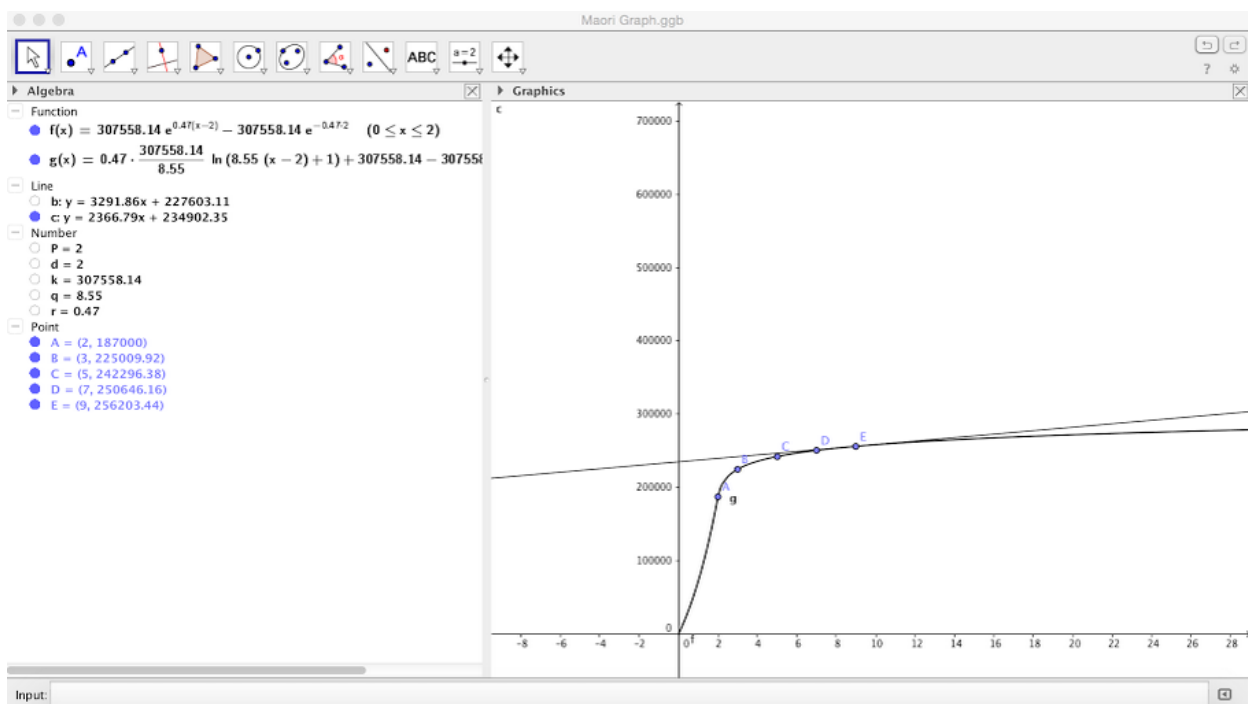 Maori Graph.ggb
A
ABC
a=2
?
Algebra
Function
f(x) = 307558.14 e^0.47(x−2) − 307558.14 e^−0.47·2 (0 ≤ x ≤ 2)
g(x) = 0.47 · 307558.14/8.55 ln (8.55 (x − 2) + 1) + 307558.14 − 30755
Line
b: y = 3291.86x + 227603.11
c: y = 2366.79x + 234902.35
Number
P = 2
d = 2
k = 307558.14
q = 8.55
r = 0.47
Point
A = (2, 187000)
B = (3, 225009.92)
C = (5, 242296.38)
D = (7, 250646.16)
E = (9, 256203.44)
Graphics
c
700000
600000
500000
400000
300000
200000
100000
0
A
B
C
D
E
g
f
-8 -6 -4 -2 0 2 4 6 8 10 12 14 16 18 20 22 24 26 28
Input: